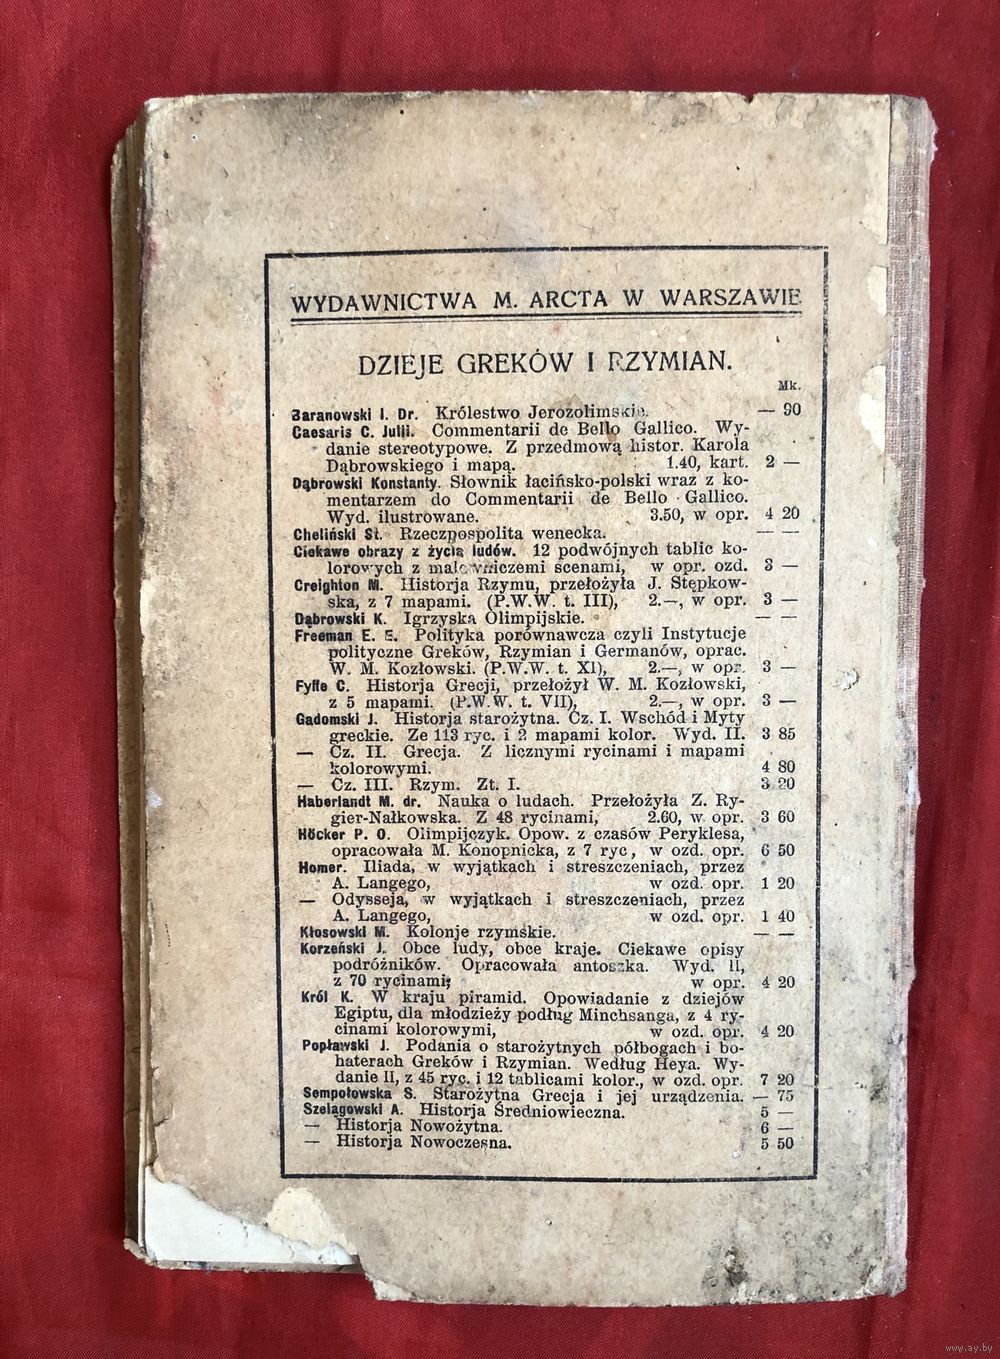 WYDAWNICTWA M. ARCTA W WARSZAWIE
DZIEJE GREKÓW I RZYMIAN.
Mk.
Baranowski I. Dr. Królestwo Jerozolimskie. — 90
Caesaris C. Julii. Commentarii de Bello Gallico. Wy-
danie stereotypowe. Z przedmową histor. Karola
Dąbrowskiego i mapą. 1.40, kart. 2 —
Dąbrowski Konstanty. Słownik łacińsko-polski wraz z ko-
mentarzem do Commentarii de Bello Gallico.
Wyd. ilustrowane. 3.50, w opr. 4 20
Cheliński St. Rzeczpospolita wenecka. — —
Ciekawe obrazy z życia ludów. 12 podwójnych tablic ko-
lorowych z malowniczemi scenami, w opr. ozd. 3 —
Creighton M. Historja Rzymu, przełożyła J. Stępkow-
ska, z 7 mapami. (P.W.W. t. III), 2.—, w opr. 3 —
Dąbrowski K. Igrzyska Olimpijskie. — —
Freeman E. E. Polityka porównawcza czyli Instytucje
polityczne Greków, Rzymian i Germanów, oprac.
W. M. Kozłowski. (P.W.W. t. XI), 2.—, w opr. 3 —
Fyffe C. Historja Grecji, przełożył W. M. Kozłowski,
z 5 mapami. (P.W.W. t. VII), 2.—, w opr. 3 —
Gadomski J. Historja starożytna. Cz. I. Wschód i Myty
greckie. Ze 113 ryc. i 2 mapami kolor. Wyd. II. 3 85
— Cz. II. Grecja. Z licznymi rycinami i mapami
kolorowymi. 4 80
— Cz. III. Rzym. Zt. I. 3 20
Haberlandt M. dr. Nauka o ludach. Przełożyła Z. Ry-
gier-Nałkowska. Z 48 rycinami, 2.60, w opr. 3 60
Höcker P. O. Olimpijczyk. Opow. z czasów Peryklesa,
opracowała M. Konopnicka, z 7 ryc, w ozd. opr. 6 50
Homer. Iliada, w wyjątkach i streszczeniach, przez
A. Langego, w ozd. opr. 1 20
— Odysseja, w wyjątkach i streszczeniach, przez
A. Langego, w ozd. opr. 1 40
Kłosowski M. Kolonje rzymskie. — —
Korzeński J. Obce ludy, obce kraje. Ciekawe opisy
podróżników. Opracowała antoszka. Wyd. II,
z 70 rycinami, w opr. 4 20
Król K. W kraju piramid. Opowiadanie z dziejów
Egiptu, dla młodzieży podług Minchsanga, z 4 ry-
cinami kolorowymi, w ozd. opr. 4 20
Popławski J. Podania o starożytnych półbogach i bo-
haterach Greków i Rzymian. Według Heya. Wy-
danie II, z 45 ryc. i 12 tablicami kolor., w ozd. opr. 7 20
Sempołowska S. Starożytna Grecja i jej urządzenia. — 75
Szelągowski A. Historja Średniowieczna. 5 —
— Historja Nowożytna. 6 —
— Historja Nowoczesna. 5 50
www.ay.by